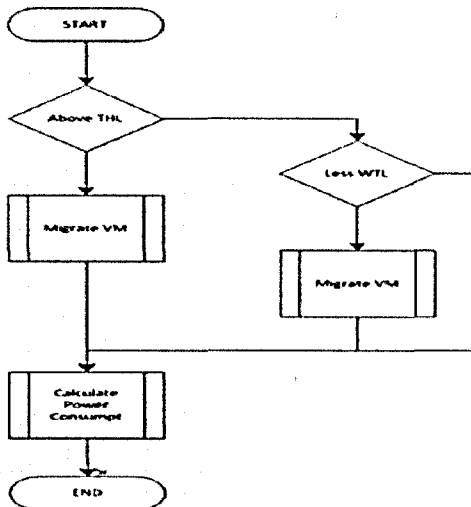 START
Above THL
Less WTL
Migrate VM
Migrate VM
Calculate
Power
Consumpt
END